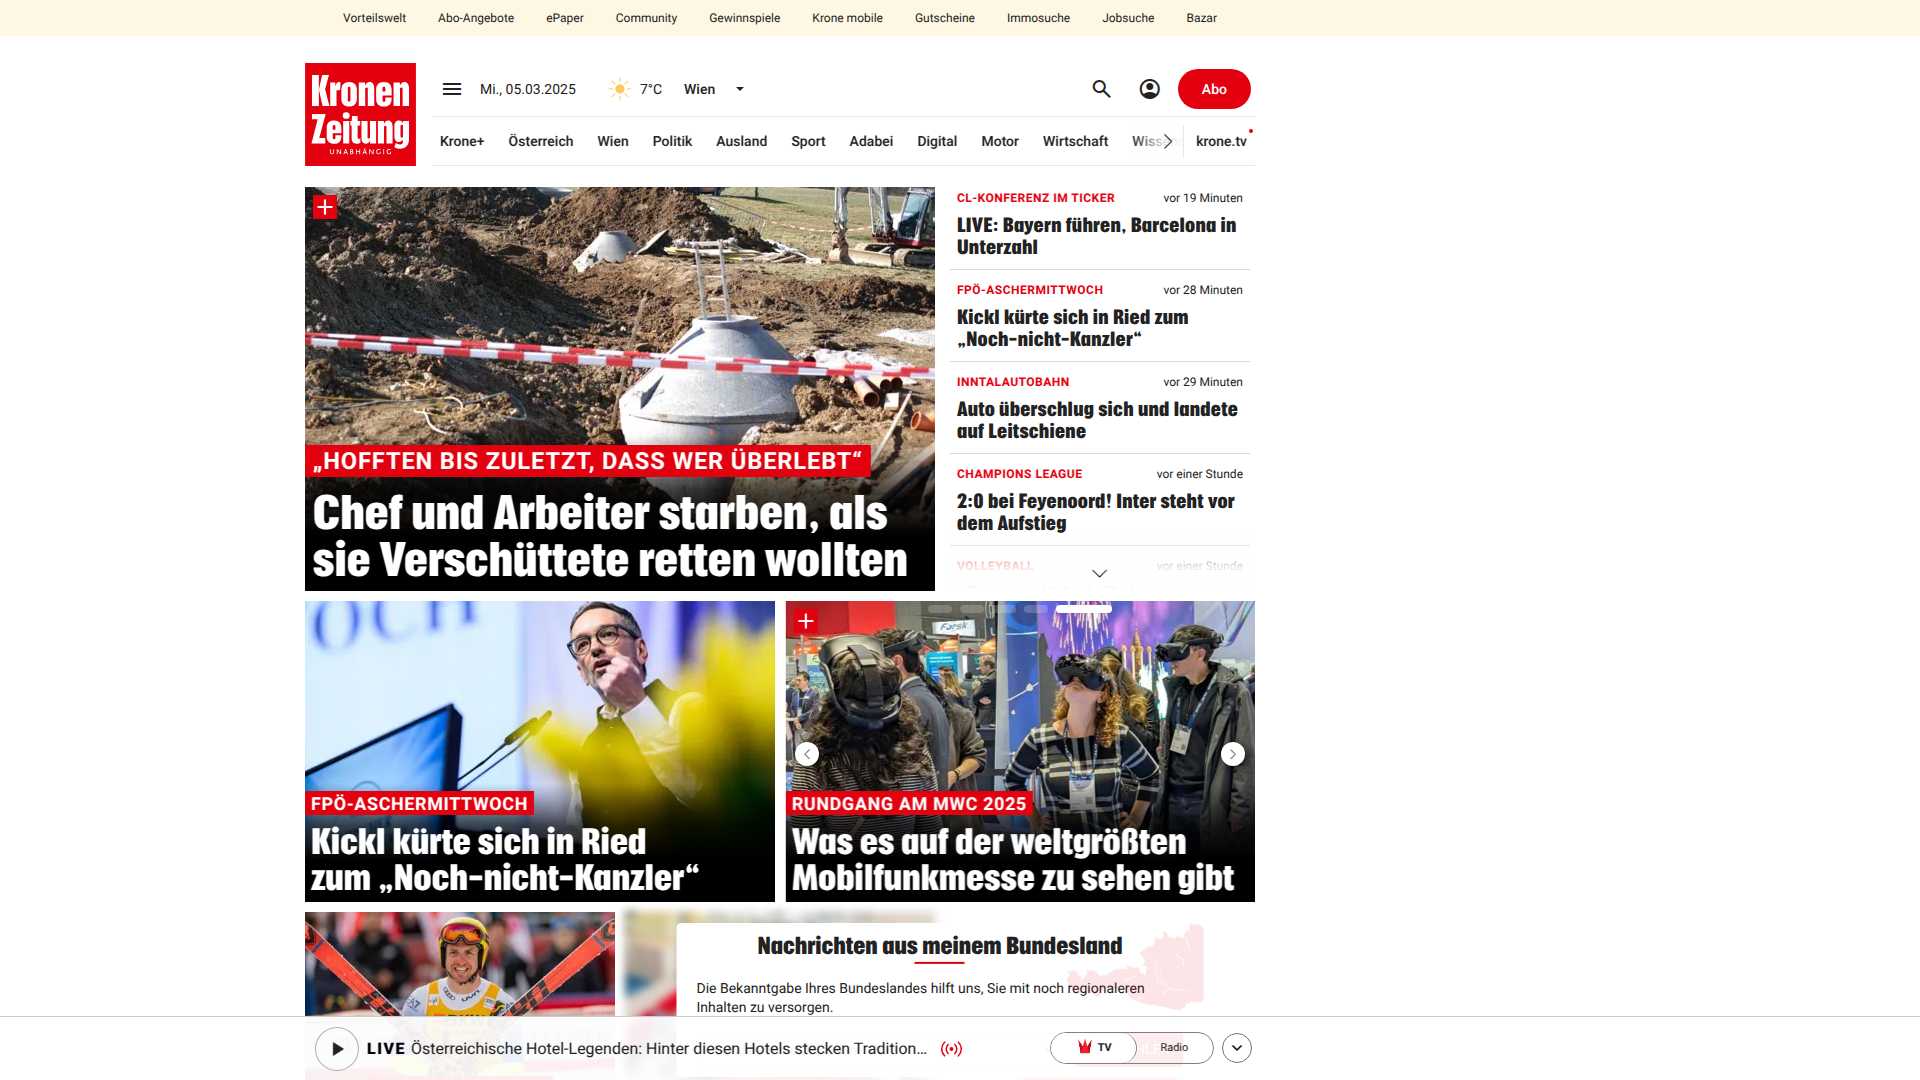 Vorteilswelt Abo-Angebote ePaper Community Gewinnspiele Krone mobile Gutscheine Immosuche Jobsuche Bazar
Kronen
Zeitung
UNABHÄNGIG
Mi., 05.03.2025 7°C Wien Abo
Krone+ Österreich Wien Politik Ausland Sport Adabei Digital Motor Wirtschaft krone.tv
„HOFFTEN BIS ZULETZT, DASS WER ÜBERLEBT“
Chef und Arbeiter starben, als
sie Verschüttete retten wollten
CL-KONFERENZ IM TICKER vor 19 Minuten
LIVE: Bayern führen, Barcelona in
Unterzahl
FPÖ-ASCHERMITTWOCH vor 28 Minuten
Kickl kürte sich in Ried zum
„Noch-nicht-Kanzler“
INNTALAUTOBAHN vor 29 Minuten
Auto überschlug sich und landete
auf Leitschiene
CHAMPIONS LEAGUE vor einer Stunde
2:0 bei Feyenoord! Inter steht vor
dem Aufstieg
VOLLEYBALL vor einer Stunde
OCH
FPÖ-ASCHERMITTWOCH
Kickl kürte sich in Ried
zum „Noch-nicht-Kanzler“
RUNDGANG AM MWC 2025
Was es auf der weltgrößten
Mobilfunkmesse zu sehen gibt
Nachrichten aus meinem Bundesland
Die Bekanntgabe Ihres Bundeslandes hilft uns, Sie mit noch regionaleren
Inhalten zu versorgen.
LIVE Österreichische Hotel-Legenden: Hinter diesen Hotels stecken Tradition...
TV Radio